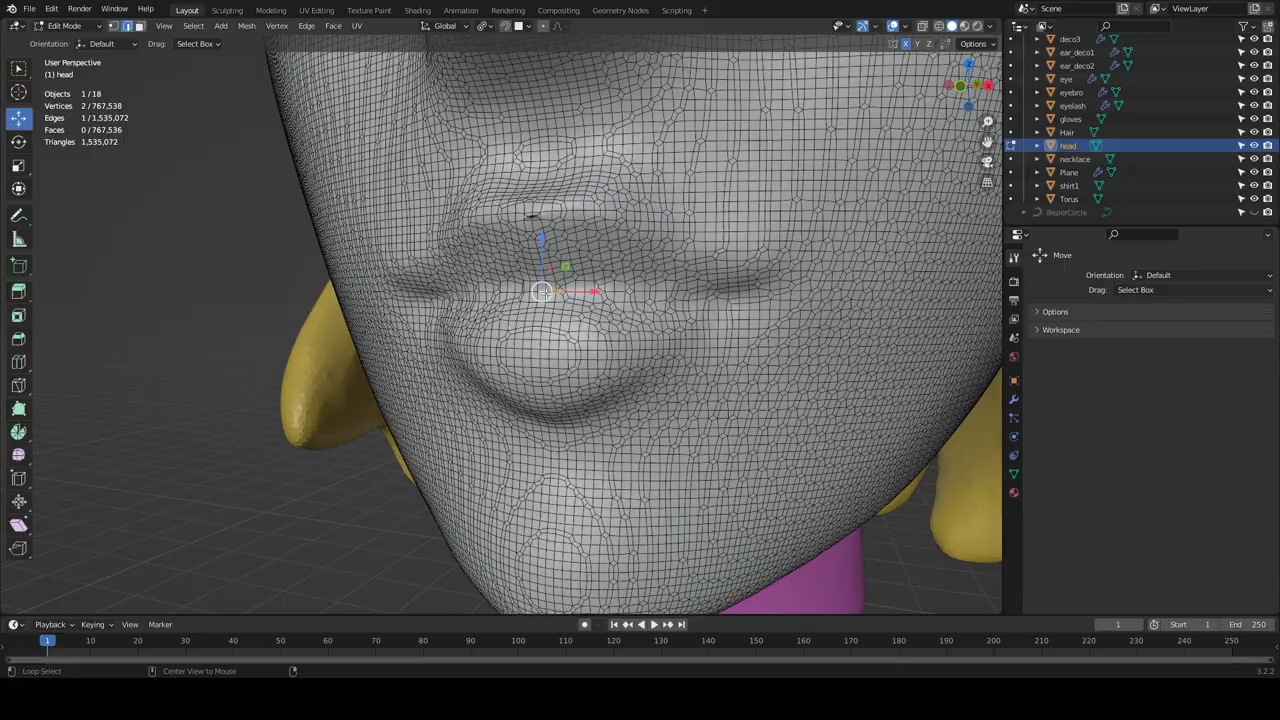 File Edit Render Window Help Layout Sculpting Modeling UV Editing Texture Paint Shading Animation Rendering Compositing Geometry Nodes Scripting + Scene ViewLayer
Edit Mode View Select Add Mesh Vertex Edge Face UV Global
Orientation: Default Drag: Select Box X Y Z Options
User Perspective
(1) head
Objects 1/18
Vertices 2/767,538
Edges 1/1,535,072
Faces 0/767,536
Triangles 1,535,072
Z
X
deco3
ear_deco1
ear_deco2
eye
eyebro
eyelash
gloves
Hair
head
necklace
Plane
shirt1
Torus
BezierCircle
Move
Orientation Default
Drag: Select Box
Options
Workspace
Playback Keying View Marker 1 Start 1 End 250
1 10 20 30 40 50 60 70 80 90 100 110 120 130 140 150 160 170 180 190 200 210 220 230 240 250
Loop Select Center View to Mouse 3.2.2